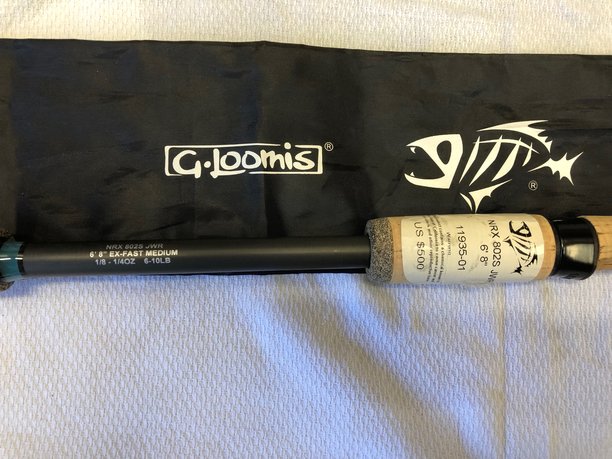 G.Loomis®
®
NRX 802S JWR
6'8" EX-FAST MEDIUM
1/8 - 1/4OZ 6-10LB
NRX 802S
6' 8"
11935-01
US $500